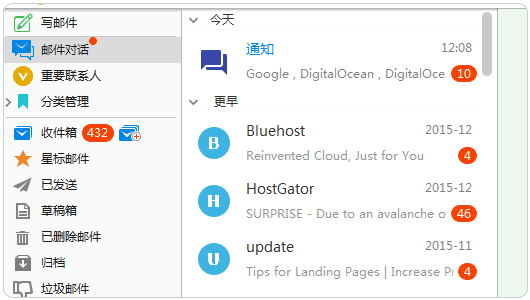 写邮件
邮件对话
重要联系人
分类管理
收件箱 432
星标邮件
已发送
草稿箱
已删除邮件
归档
垃圾邮件
今天
通知 12:08
Google , DigitalOcean , DigitalOce 10
更早
B Bluehost 2015-12
Reinvented Cloud, Just for You 4
H HostGator 2015-12
SURPRISE - Due to an avalanche o 46
U update 2015-11
Tips for Landing Pages | Increase Pr 4